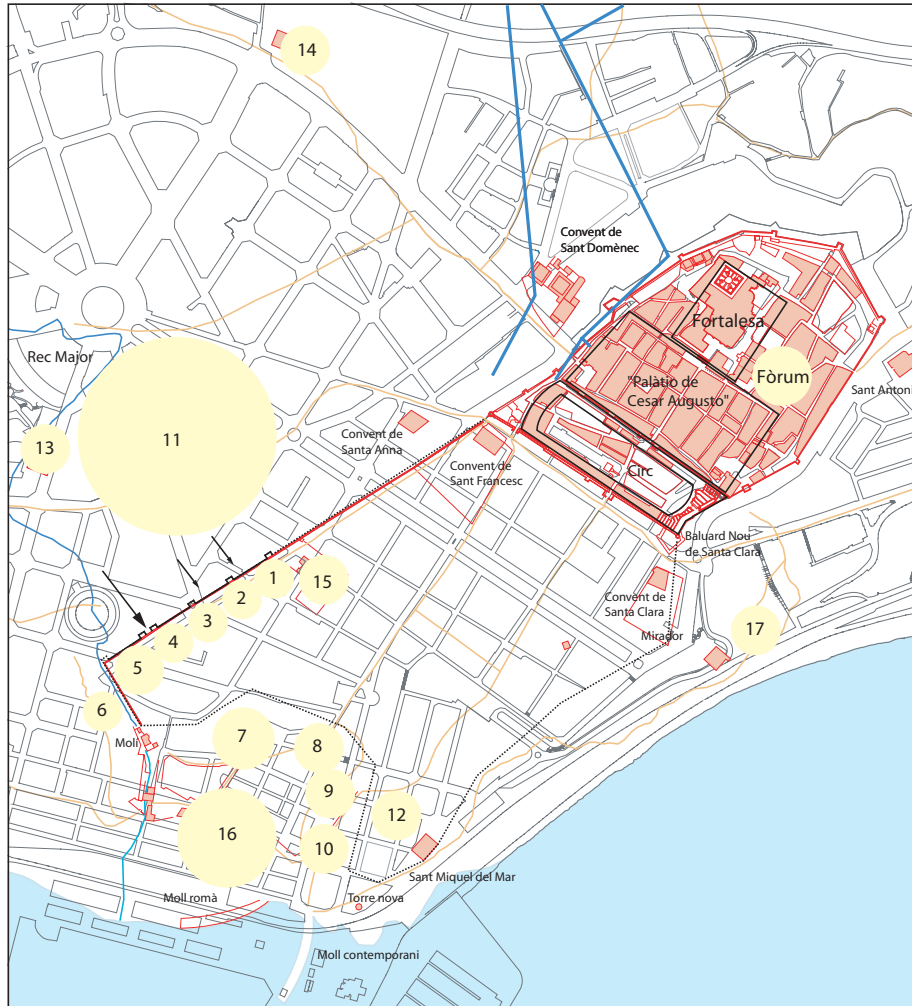 14
Convent de
Sant Domènec
Fortalesa
Rec Major
"Palàtio de
Cesar Augusto"
Fòrum
Sant Antoni
11
13
Convent de
Santa Anna
Convent de
Sant Francesc
Circ
Baluard Nou
de Santa Clara
1
15
2
3
4
5
Convent de
Santa Clara
Mirador
17
6
7
Molí
8
9
12
16
10
Sant Miquel del Mar
Moll romà
Torre nova
Moll contemporani